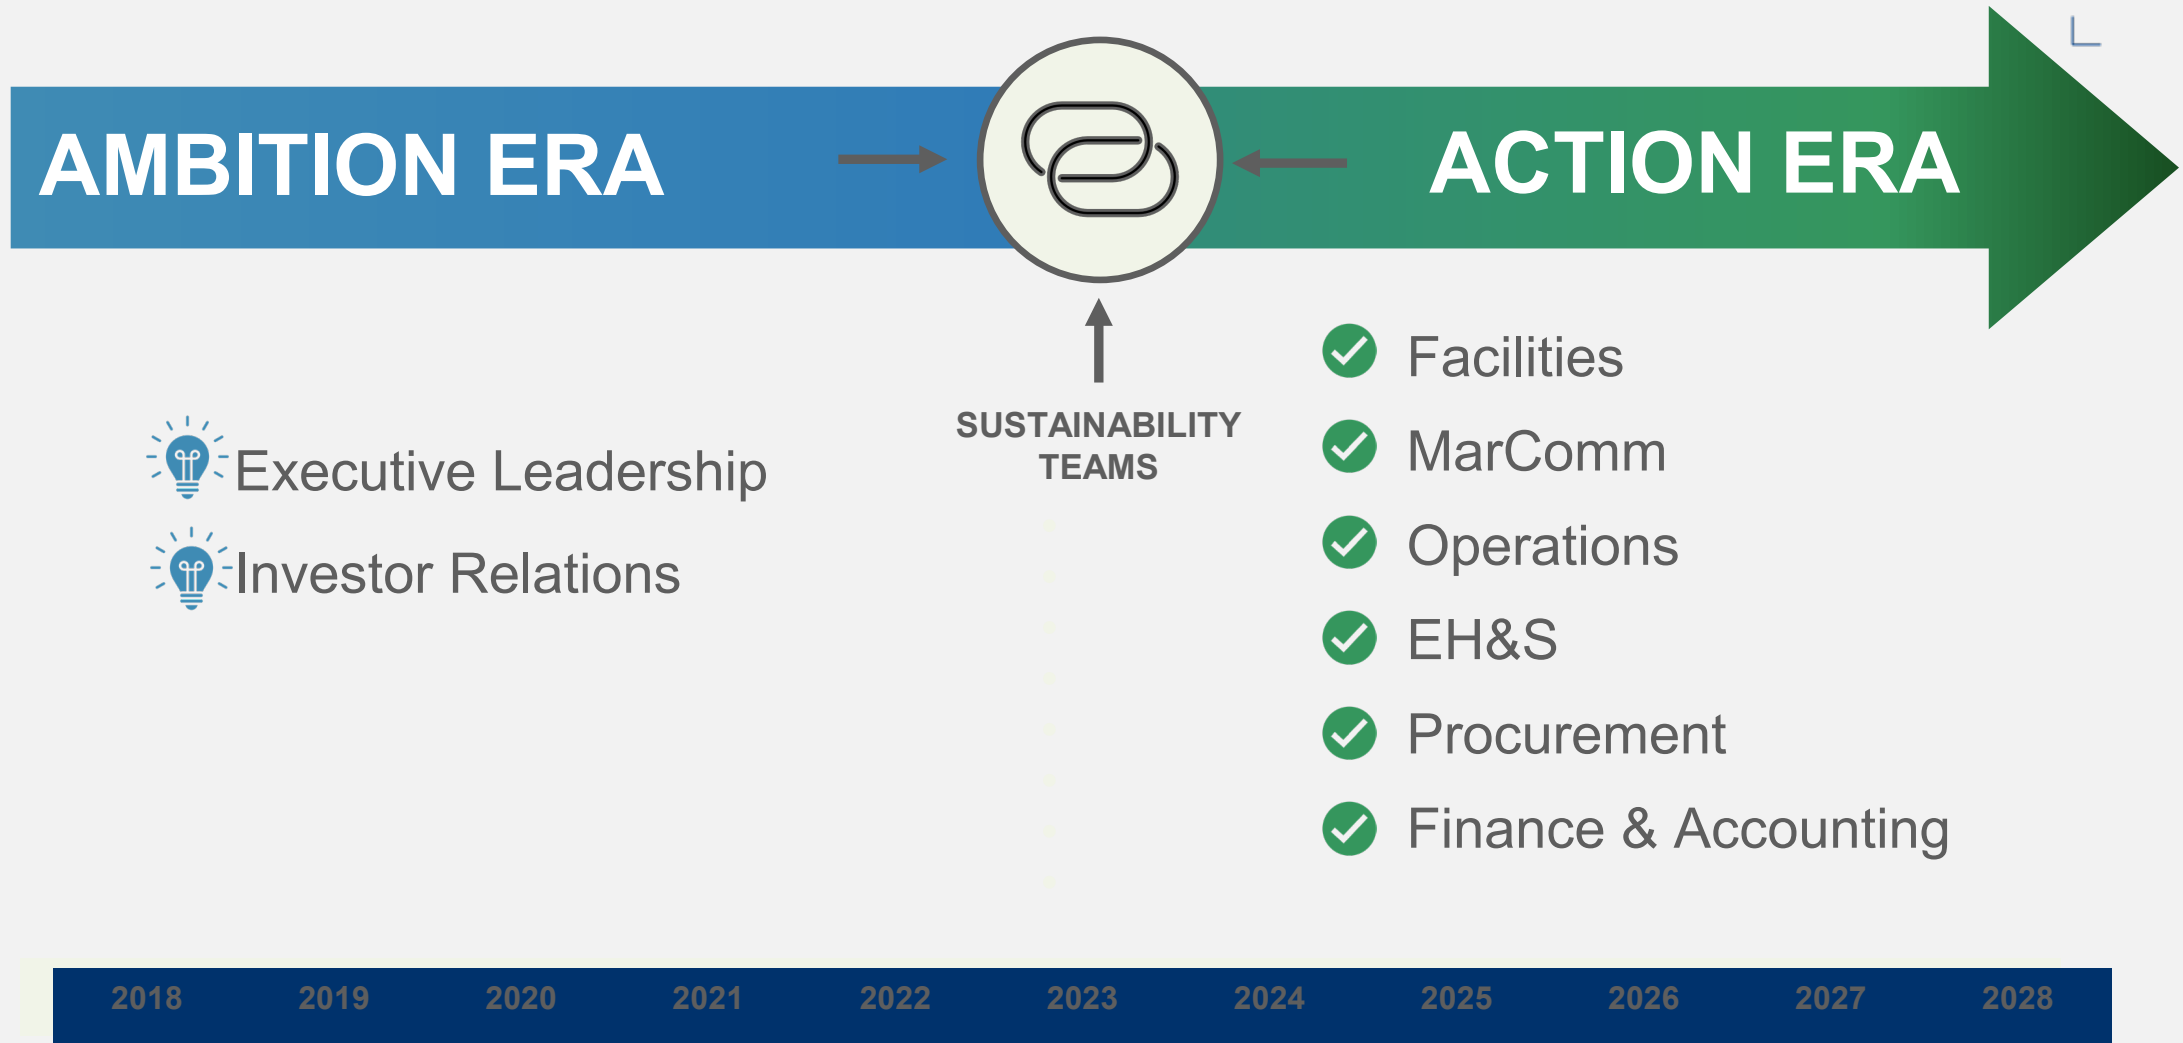 AMBITION ERA
ACTION ERA
Executive Leadership
Investor Relations
SUSTAINABILITY
TEAMS
Facilities
MarComm
Operations
EH&S
Procurement
Finance & Accounting
2018 2019 2020 2021 2022 2023 2024 2025 2026 2027 2028